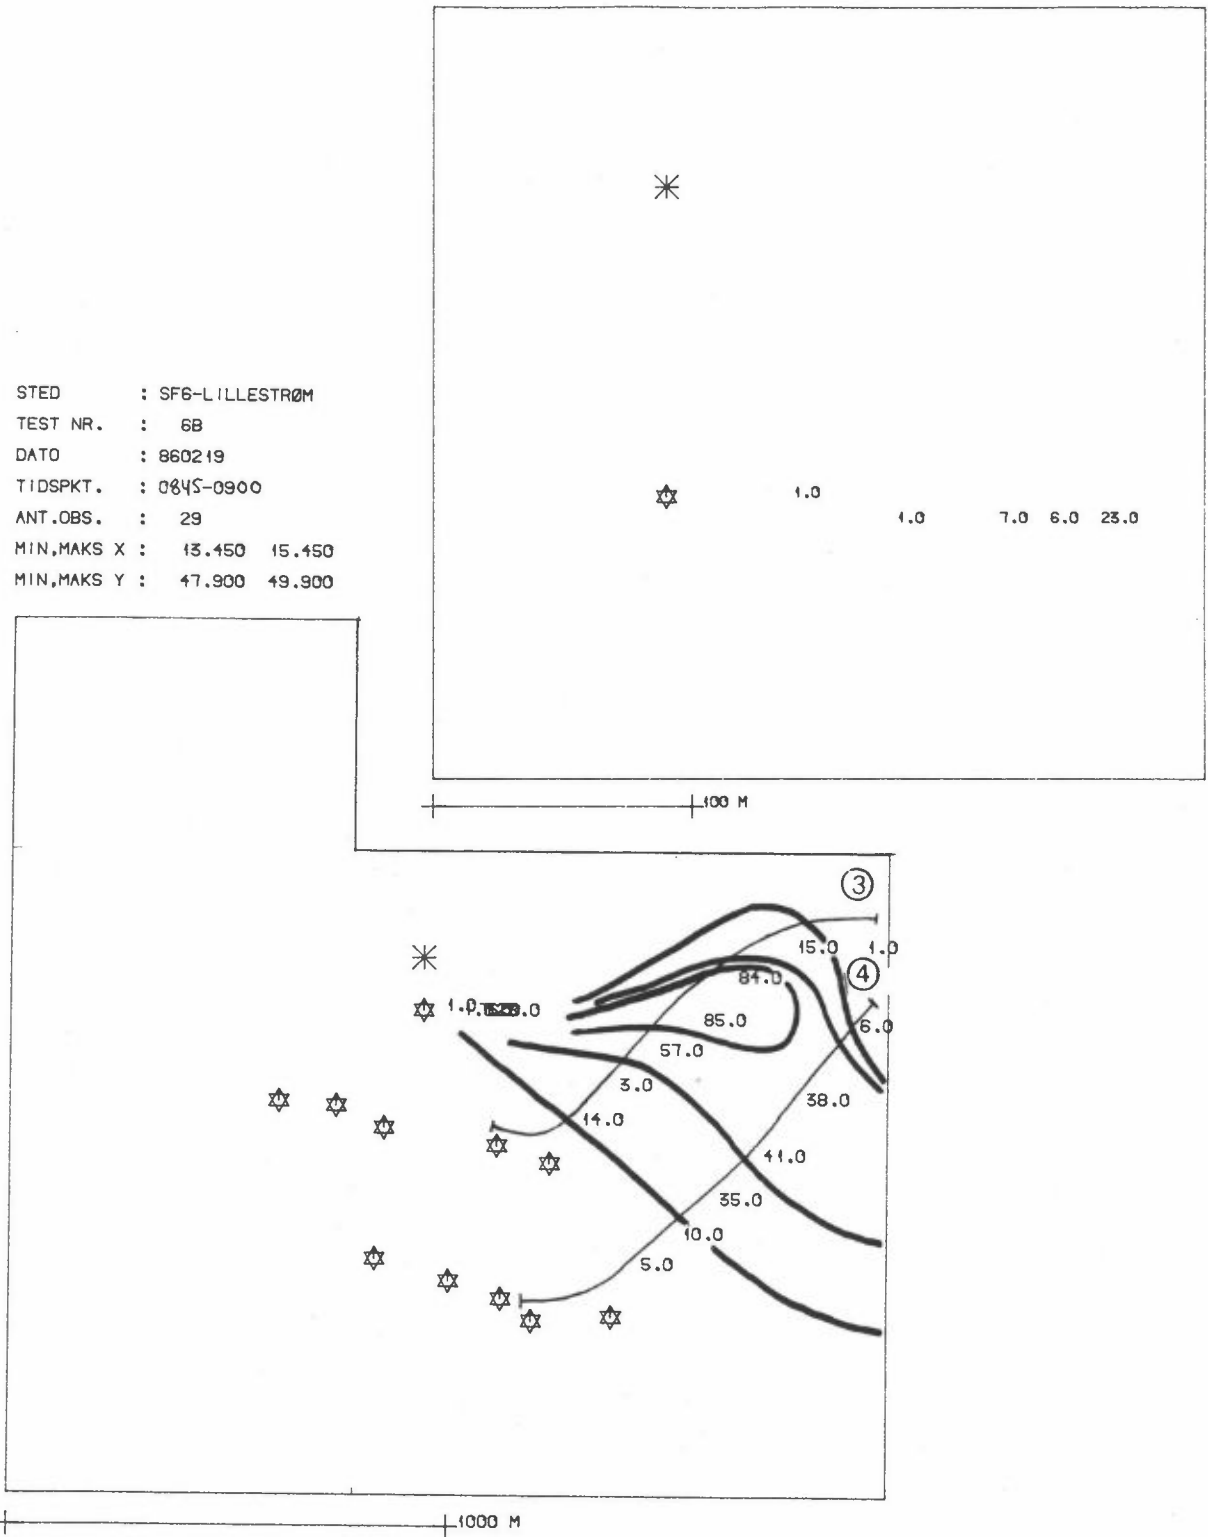 STED : SF6-LILLESTRØM
TEST NR. : 6B
DATO : 860219
TIDSPKT. : 0845-0900
ANT.OBS. : 29
MIN,MAKS X : 13.450 15.450
MIN,MAKS Y : 47.900 49.900
1.0
1.0 7.0 6.0 23.0
100 M
3
15.0 1.0
4
84.0
1.0
85.0 6.0
57.0
3.0
38.0
14.0
41.0
35.0
10.0
5.0
1000 M